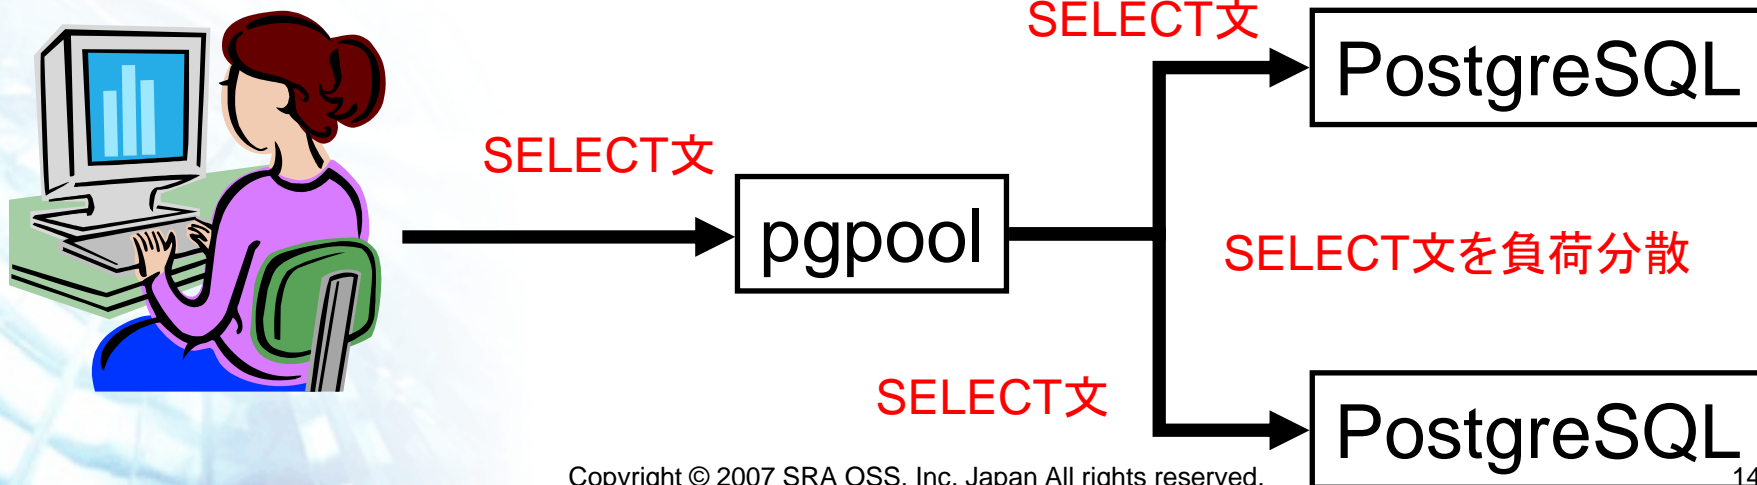 SELECT文
PostgreSQL
SELECT文
pgpool
SELECT文を負荷分散
SELECT文
PostgreSQL
Copyright © 2007 SRA OSS, Inc. Japan All rights reserved.
14